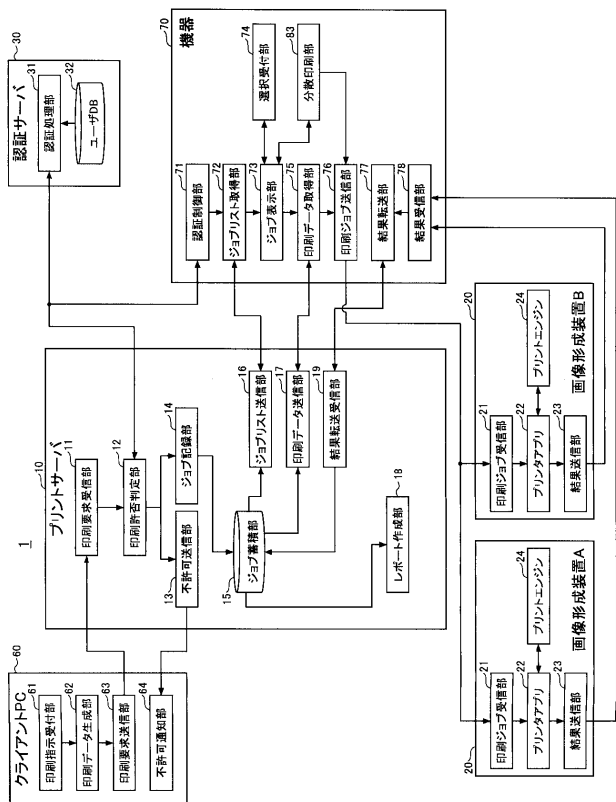 1
60
クライアントPC
61
印刷指示受付部
62
印刷データ生成部
63
印刷要求送信部
64
不許可通知部
10
プリントサーバ
11
印刷要求受信部
12
印刷許否判定部
13
不許可送信部
14
ジョブ記録部
15
ジョブ蓄積部
16
ジョブリスト送信部
17
印刷データ送信部
19
結果転送受信部
18
レポート作成部
30
認証サーバ
31
認証処理部
32
ユーザDB
70
機器
71
認証制御部
72
ジョブリスト取得部
73
ジョブ表示部
74
選択受付部
75
印刷データ取得部
76
印刷ジョブ送信部
77
結果転送部
78
結果受信部
83
分散印刷部
20
画像形成装置A
21
印刷ジョブ受信部
22
プリンタアプリ
23
結果送信部
24
プリントエンジン
20
画像形成装置B
21
印刷ジョブ受信部
22
プリンタアプリ
23
結果送信部
24
プリントエンジン